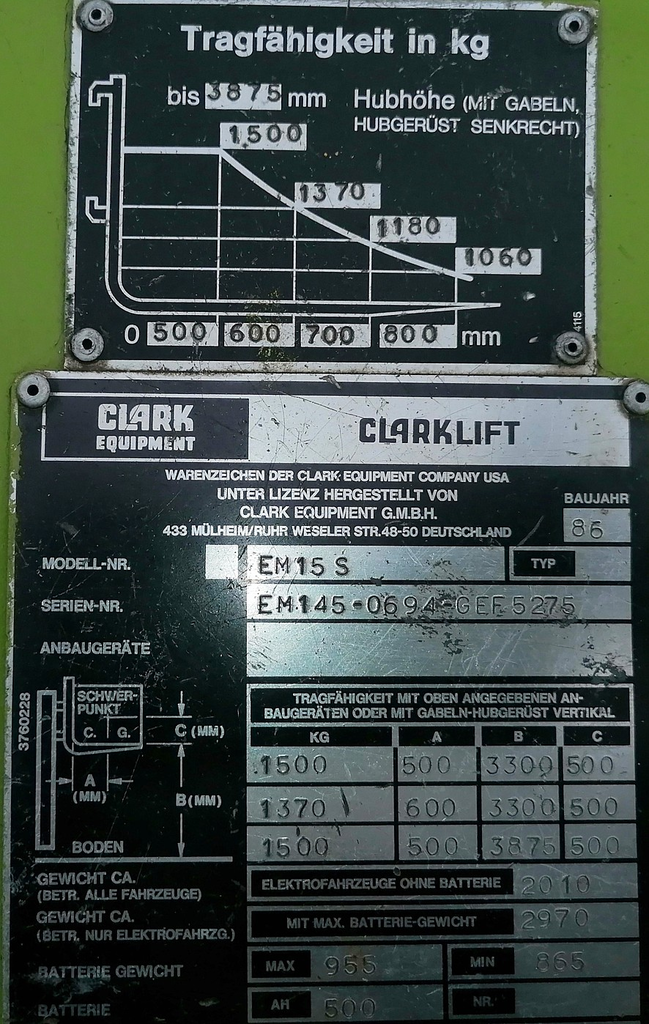 Tragfähigkeit in kg
bis 3875 mm Hubhöhe (MIT GABELN,
HUBGERÜST SENKRECHT)
1500
1370
1180
1060
0 500 600 700 800 mm
4115
CLARK
EQUIPMENT
CLARKLIFT
WARENZEICHEN DER CLARK EQUIPMENT COMPANY USA
UNTER LIZENZ HERGESTELLT VON
CLARK EQUIPMENT G.M.B.H.
433 MÜLHEIM/RUHR WESELER STR.48-50 DEUTSCHLAND
BAUJAHR
86
MODELL-NR. EM15S TYP
SERIEN-NR. EM145-0694-GEF5275
ANBAUGERÄTE
3760228
SCHWER-
PUNKT
C. G.
C (MM)
A
(MM)
B (MM)
BODEN
TRAGFÄHIGKEIT MIT OBEN ANGEGEBENEN AN-
BAUGERÄTEN ODER MIT GABELN-HUBGERÜST VERTIKAL
KG A B C
1500 500 3300 500
1370 600 3300 500
1500 500 3875 500
GEWICHT CA.
(BETR. ALLE FAHRZEUGE)
ELEKTROFAHRZEUGE OHNE BATTERIE 2010
GEWICHT CA.
(BETR. NUR ELEKTROFAHRZG.)
MIT MAX. BATTERIE-GEWICHT 2970
BATTERIE GEWICHT MAX 955 MIN 865
BATTERIE AH 500 NR.